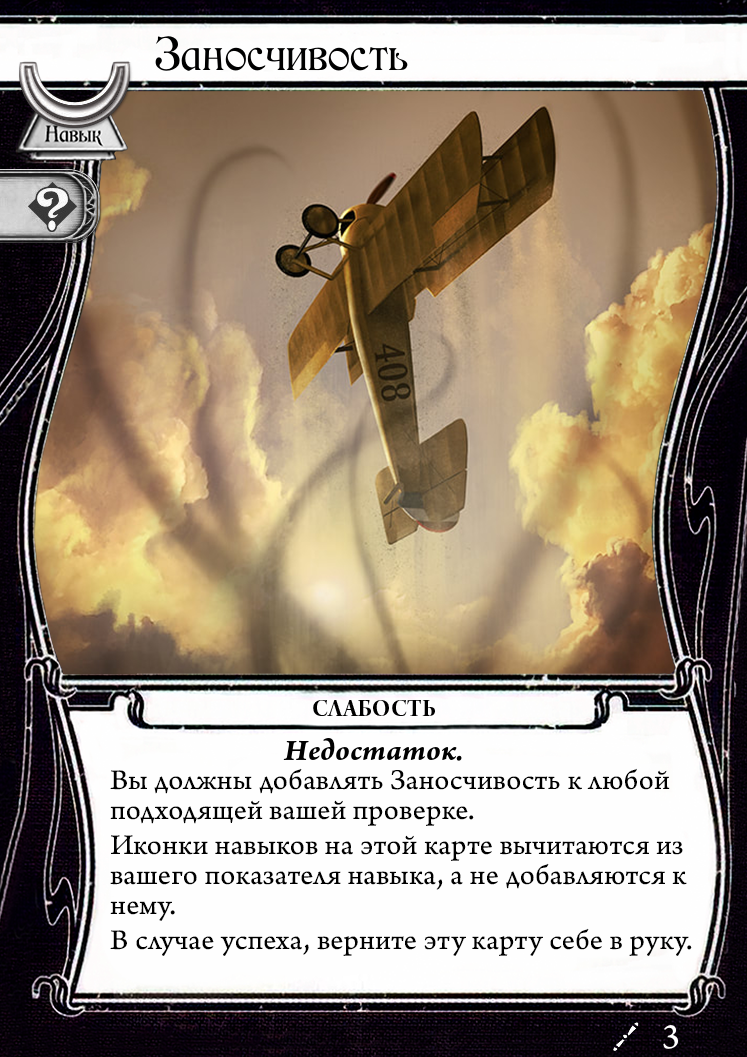 Заносчивость
Навык
?
408
СЛАБОСТЬ
Недостаток.
Вы должны добавлять Заносчивость к любой
подходящей вашей проверке.
Иконки навыков на этой карте вычитаются из
вашего показателя навыка, а не добавляются к
нему.
В случае успеха, верните эту карту себе в руку.
3